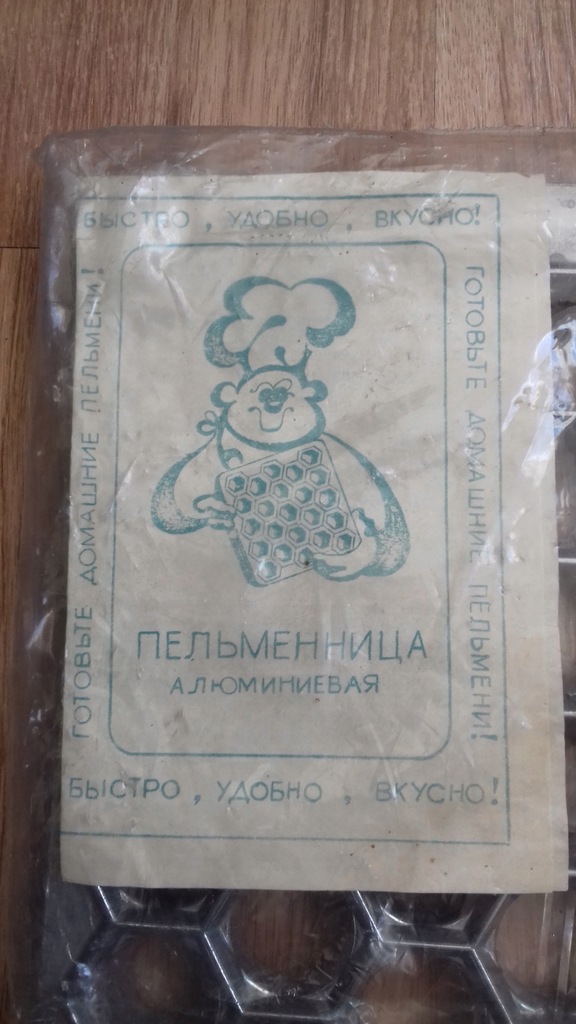 БЫСТРО , УДОБНО , ВКУСНО!
ГОТОВЬТЕ ДОМАШНИЕ ПЕЛЬМЕНИ!
ГОТОВЬТЕ ДОМАШНИЕ ПЕЛЬМЕНИ!
ПЕЛЬМЕННИЦА
АЛЮМИНИЕВАЯ
БЫСТРО , УДОБНО , ВКУСНО!